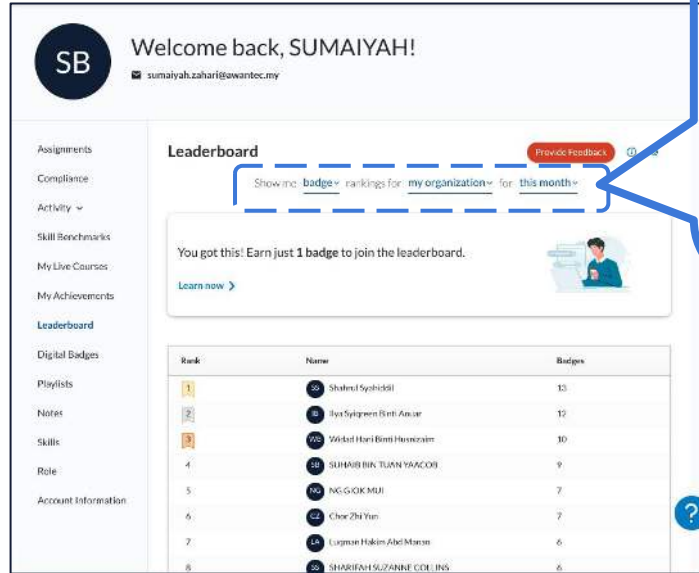 SB
Welcome back, SUMAIYAH!
sumaiyah.zahari@awantec.my
Assignments
Compliance
Activity
Skill Benchmarks
My Live Courses
My Achievements
Leaderboard
Digital Badges
Playlists
Notes
Skills
Role
Account Information
Leaderboard
Provide Feedback
Show me badge rankings for my organization for this month
You got this! Earn just 1 badge to join the leaderboard.
Learn now
Rank Name Badges
1 SS Shahrul Syahiddil 13
2 IB Ilya Syiqreen Binti Anuar 12
3 WB Widad Hani Binti Husnizaim 10
4 SB SUHAIB BIN TUAN YAACOB 9
5 NG NG GIOK MUI 7
6 CZ Chor Zhi Yun 7
7 LA Luqman Hakim Abd Manan 6
8 SS SHARIFAH SUZANNE COLLINS 6
?